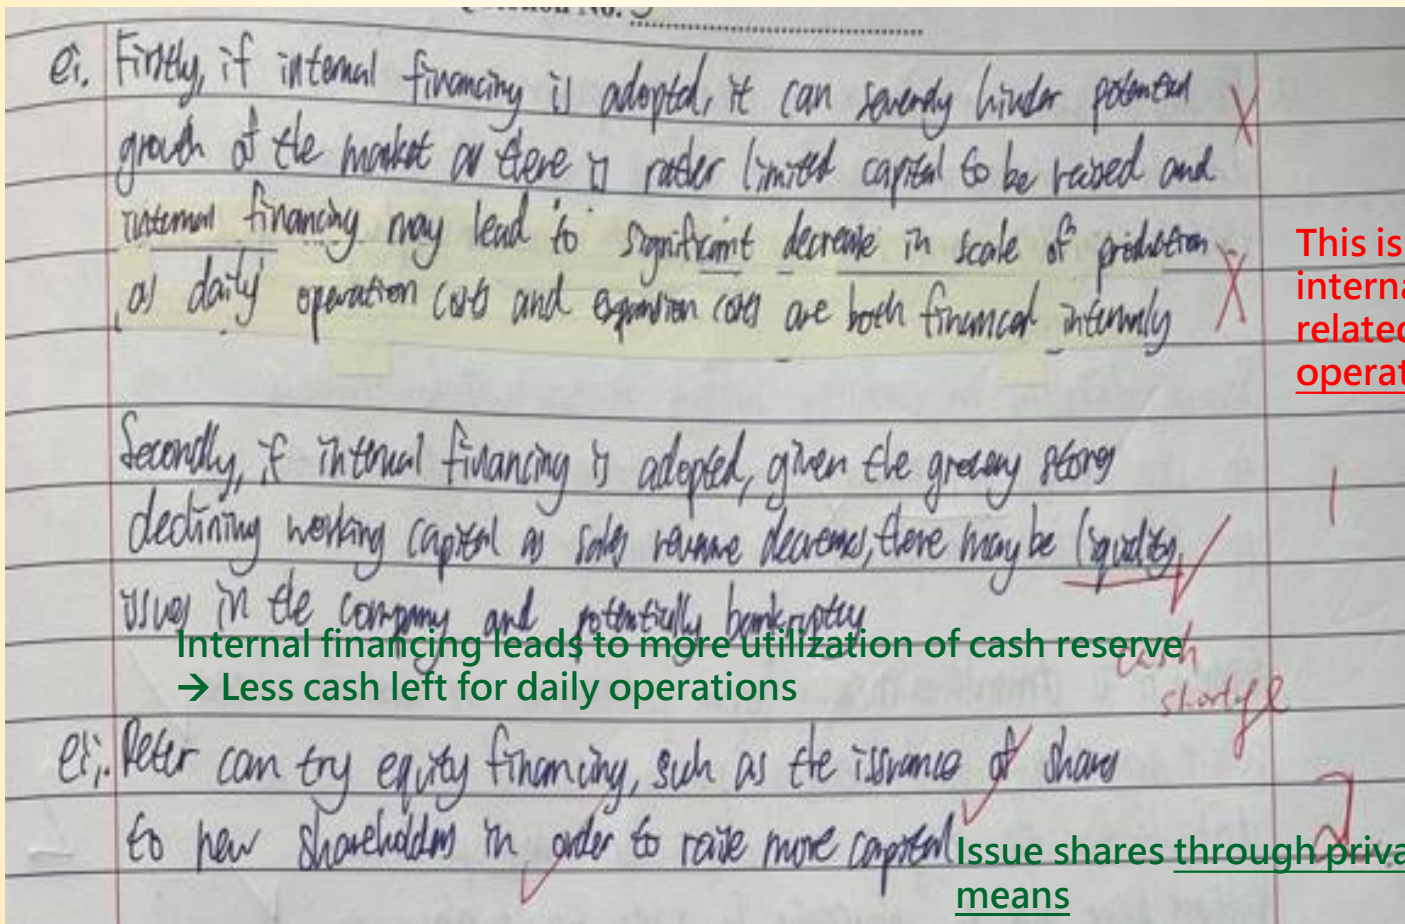 Question No.
ei. Firstly, if internal financing is adopted, it can severely hinder potential
growth of the market as there is rather limited capital to be raised and
internal financing may lead to significant decrease in scale of production
as daily operation costs and expansion costs are both financed internally
This is
interna
related
operat
Secondly, if internal financing is adopted, given the grocery stores
declining working capital as sales revenue decreases, there may be liquidity
1
issues in the company and potentially bankruptcy
Internal financing leads to more utilization of cash reserve
cash
→ Less cash left for daily operations
shortage
eii. Peter can try equity financing, such as the issuance of shares
to new shareholders in order to raise more capital
2
Issue shares through priva
means